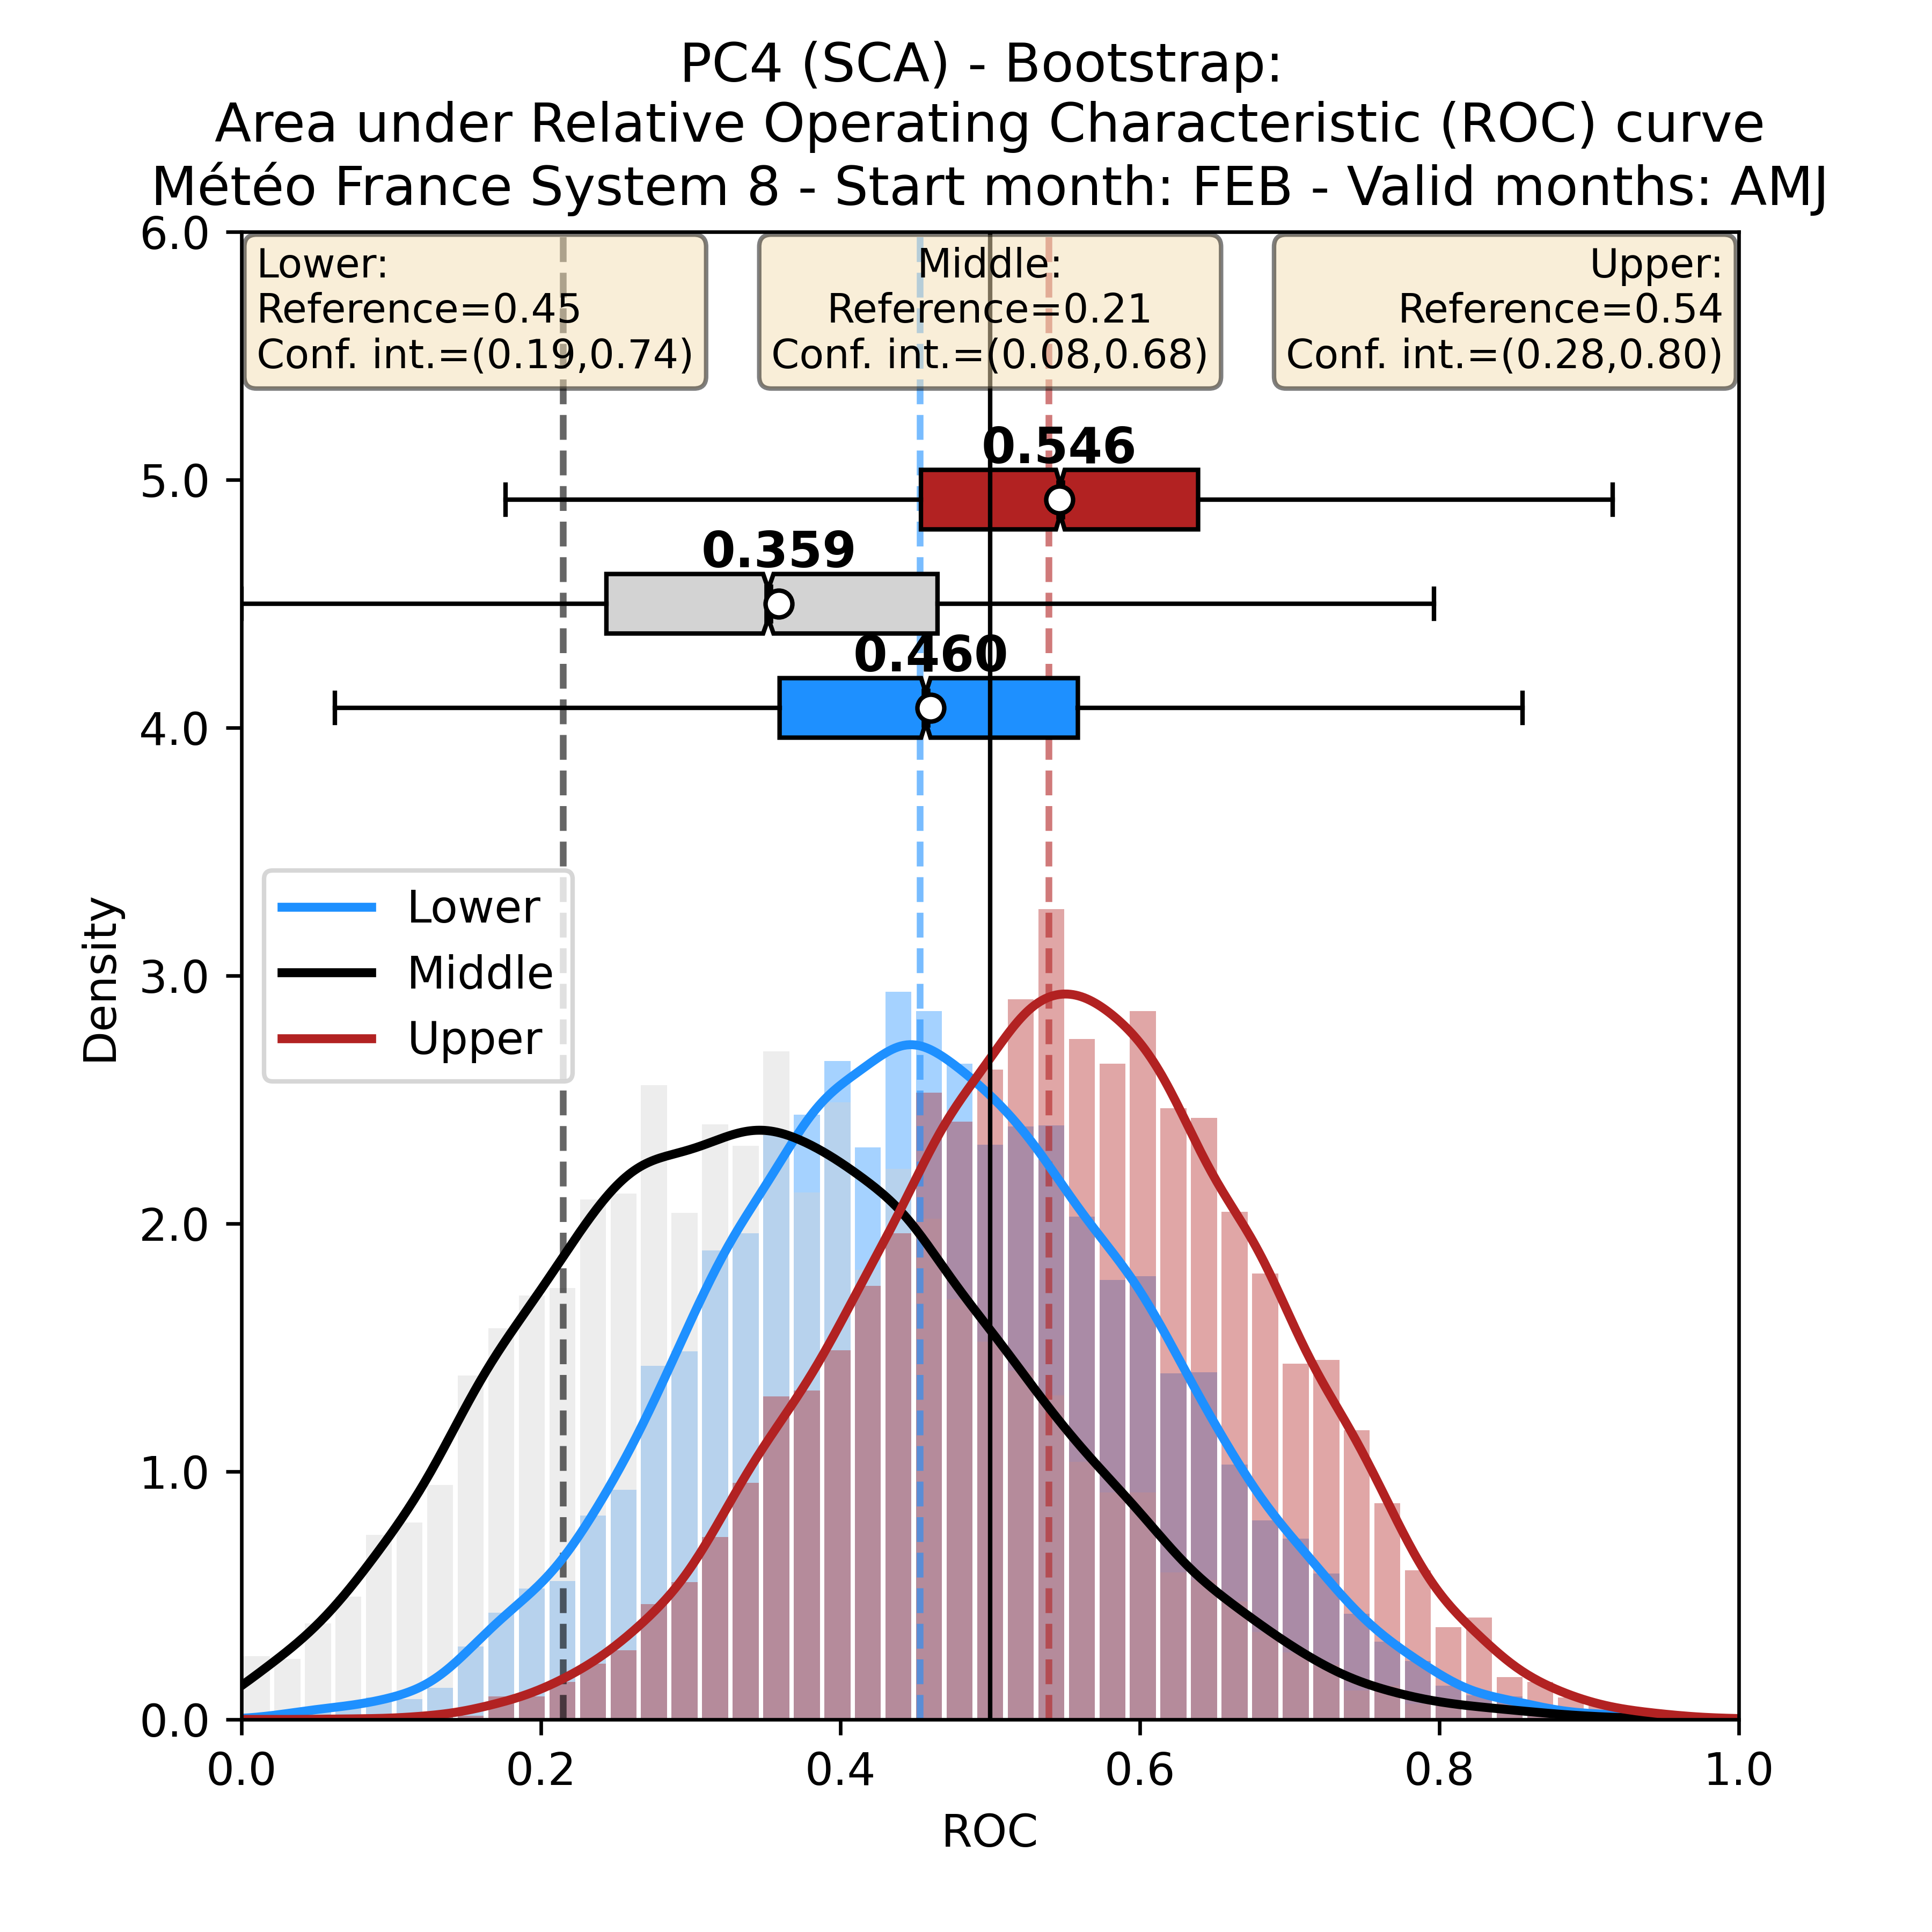 PC4 (SCA) - Bootstrap:
Area under Relative Operating Characteristic (ROC) curve
Météo France System 8 - Start month: FEB - Valid months: AMJ
Lower:
Reference=0.45
Conf. int.=(0.19,0.74)
Middle:
Reference=0.21
Conf. int.=(0.08,0.68)
Upper:
Reference=0.54
Conf. int.=(0.28,0.80)
0.546
0.359
0.460
Lower
Middle
Upper
Density
6.0
5.0
4.0
3.0
2.0
1.0
0.0
0.0 0.2 0.4 0.6 0.8 1.0
ROC